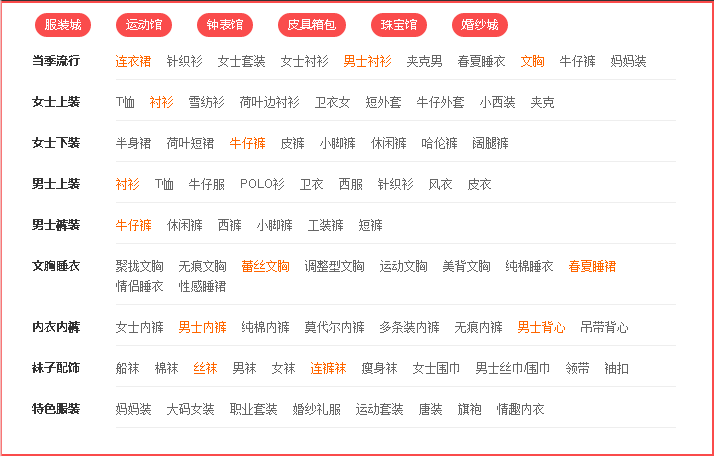 服装城 运动馆 钟表馆 皮具箱包 珠宝馆 婚纱城
当季流行 连衣裙 针织衫 女士套装 女士衬衫 男士衬衫 夹克男 春夏睡衣 文胸 牛仔裤 妈妈装
女士上装 T恤 衬衫 雪纺衫 荷叶边衬衫 卫衣女 短外套 牛仔外套 小西装 夹克
女士下装 半身裙 荷叶短裙 牛仔裤 皮裤 小脚裤 休闲裤 哈伦裤 阔腿裤
男士上装 衬衫 T恤 牛仔服 POLO衫 卫衣 西服 针织衫 风衣 皮衣
男士裤装 牛仔裤 休闲裤 西裤 小脚裤 工装裤 短裤
文胸睡衣 聚拢文胸 无痕文胸 蕾丝文胸 调整型文胸 运动文胸 美背文胸 纯棉睡衣 春夏睡裙
情侣睡衣 性感睡裙
内衣内裤 女士内裤 男士内裤 纯棉内裤 莫代尔内裤 多条装内裤 无痕内裤 男士背心 吊带背心
袜子配饰 船袜 棉袜 丝袜 男袜 女袜 连裤袜 瘦身袜 女士围巾 男士丝巾/围巾 领带 袖扣
特色服装 妈妈装 大码女装 职业套装 婚纱礼服 运动套装 唐装 旗袍 情趣内衣